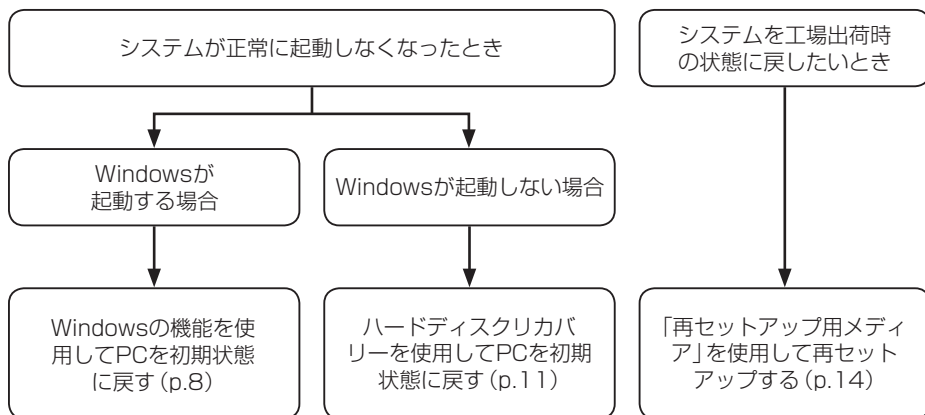 システムが正常に起動しなくなったとき
システムを工場出荷時
の状態に戻したいとき
Windowsが
起動する場合
Windowsが起動しない場合
Windowsの機能を使
用してPCを初期状態
に戻す(p.8)
ハードディスクリカバ
リーを使用してPCを初期
状態に戻す(p.11)
「再セットアップ用メディ
ア」を使用して再セット
アップする(p.14)